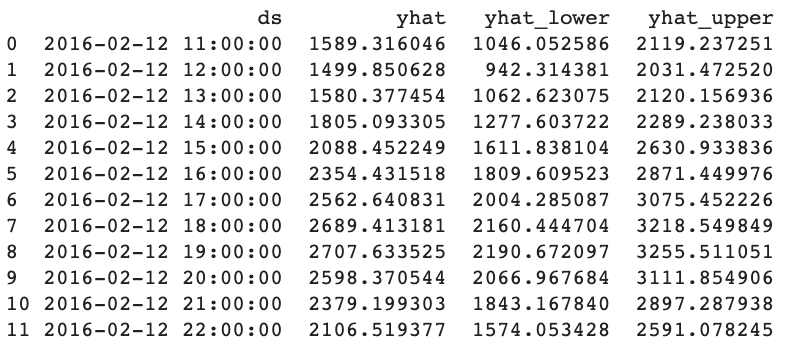 ds yhat yhat_lower yhat_upper
0 2016-02-12 11:00:00 1589.316046 1046.052586 2119.237251
1 2016-02-12 12:00:00 1499.850628 942.314381 2031.472520
2 2016-02-12 13:00:00 1580.377454 1062.623075 2120.156936
3 2016-02-12 14:00:00 1805.093305 1277.603722 2289.238033
4 2016-02-12 15:00:00 2088.452249 1611.838104 2630.933836
5 2016-02-12 16:00:00 2354.431518 1809.609523 2871.449976
6 2016-02-12 17:00:00 2562.640831 2004.285087 3075.452226
7 2016-02-12 18:00:00 2689.413181 2160.444704 3218.549849
8 2016-02-12 19:00:00 2707.633525 2190.672097 3255.511051
9 2016-02-12 20:00:00 2598.370544 2066.967684 3111.854906
10 2016-02-12 21:00:00 2379.199303 1843.167840 2897.287938
11 2016-02-12 22:00:00 2106.519377 1574.053428 2591.078245